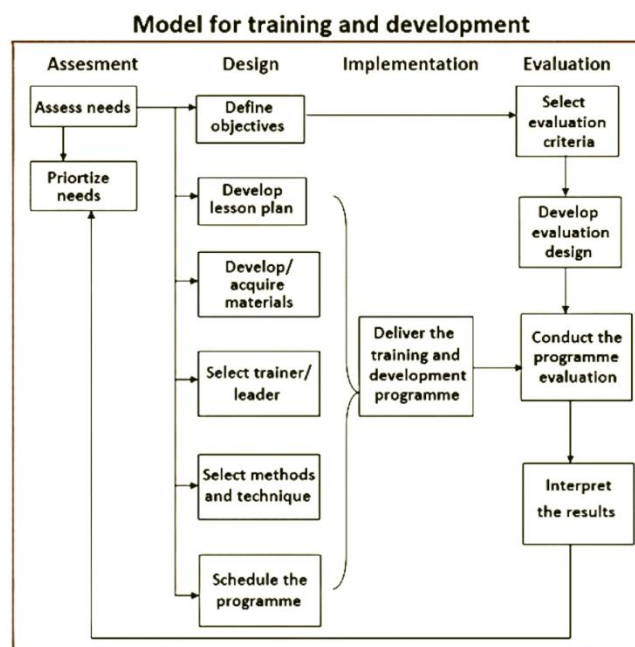 Model for training and development
Assesment
Design
Implementation
Evaluation
Assess needs
Priortize
needs
Define
objectives
Develop
lesson plan
Develop/
acquire
materials
Select trainer/
leader
Select methods
and technique
Schedule the
programme
Deliver the
training and
development
programme
Select
evaluation
criteria
Develop
evaluation
design
Conduct the
programme
evaluation
Interpret
the results